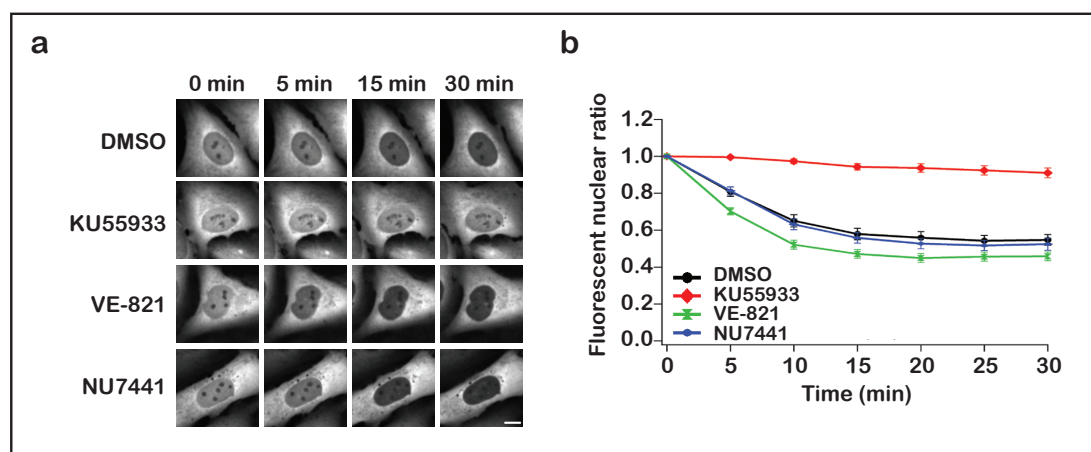 a
0 min 5 min 15 min 30 min
DMSO
KU55933
VE-821
NU7441
b
Fluorescent nuclear ratio
1.2
1.0
0.8
0.6
0.4
0.2
0.0
DMSO
KU55933
VE-821
NU7441
0 5 10 15 20 25 30
Time (min)